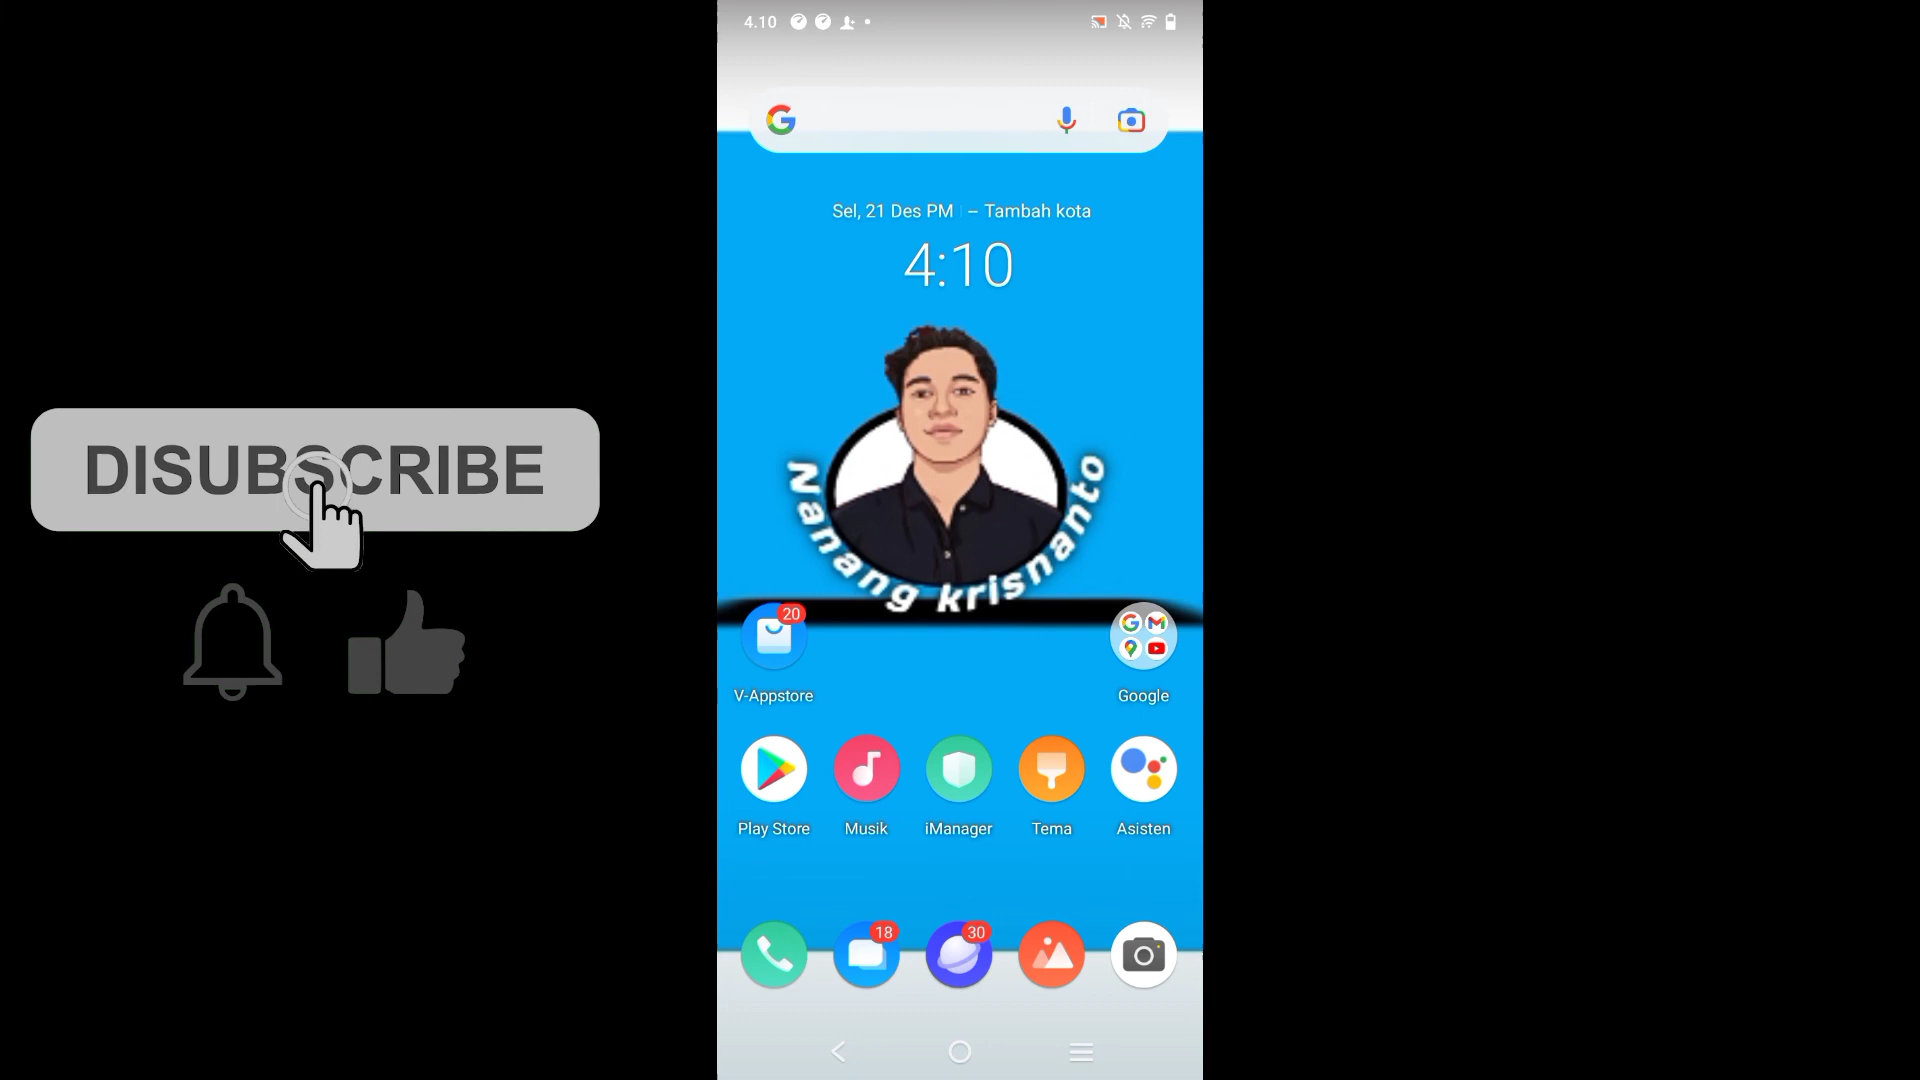 4.10
Sel, 21 Des PM – Tambah kota
4:10
Nanang krisnanto
DISUBSCRIBE
20
V-Appstore
Google
Play Store
Musik
iManager
Tema
Asisten
18
30